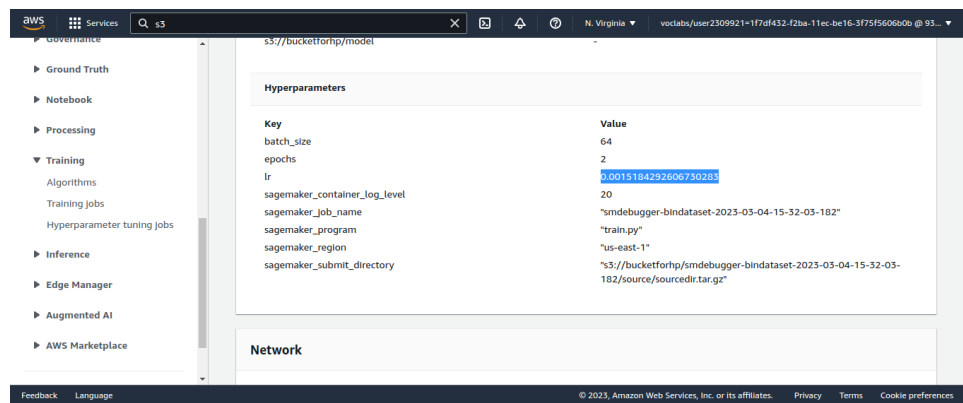 aws
Services
s3
N. Virginia
voclabs/user2309921=1f7df432-f2ba-11ec-be16-3f75f5606b0b @ 93...
Governance
Ground Truth
Notebook
Processing
Training
Algorithms
Training jobs
Hyperparameter tuning jobs
Inference
Edge Manager
Augmented AI
AWS Marketplace
s3://bucketforhp/model -
Hyperparameters
Key Value
batch_size 64
epochs 2
lr 0.0015184292606730283
sagemaker_container_log_level 20
sagemaker_job_name "smdebugger-bindataset-2023-03-04-15-32-03-182"
sagemaker_program "train.py"
sagemaker_region "us-east-1"
sagemaker_submit_directory "s3://bucketforhp/smdebugger-bindataset-2023-03-04-15-32-03-
182/source/sourcedir.tar.gz"
Network
Feedback Language © 2023, Amazon Web Services, Inc. or its affiliates. Privacy Terms Cookie preferences